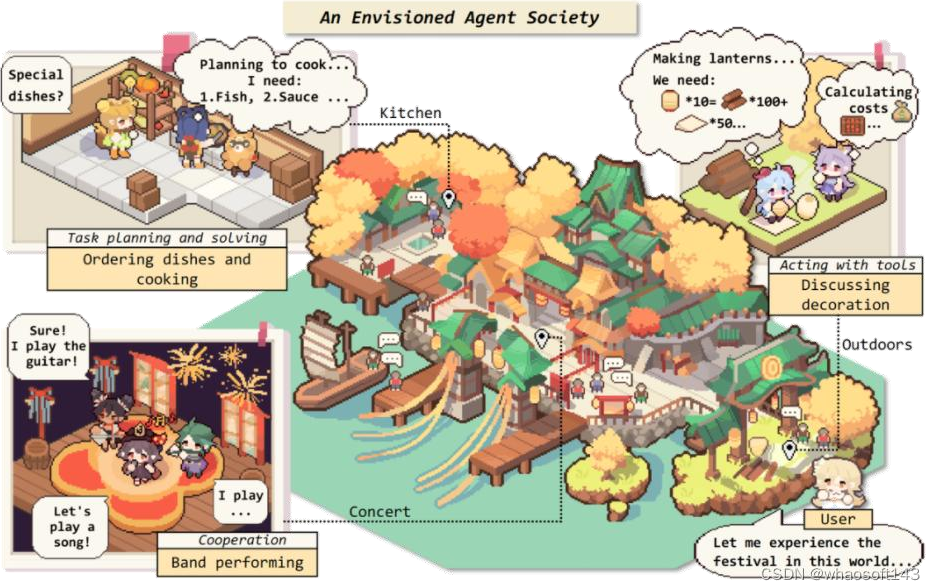 An Envisioned Agent Society
Special
dishes?
Planning to cook...
I need:
1.Fish, 2.Sauce ...
Kitchen
Task planning and solving
Ordering dishes and
cooking
Making lanterns...
We need:
*10= *100+
*50...
Calculating
costs
...
Acting with tools
Discussing
decoration
Outdoors
Sure!
I play the
guitar!
Let's
play a
song!
I play
...
Concert
Cooperation
Band performing
User
Let me experience the
festival in this world...
CSDN @whaosoft143